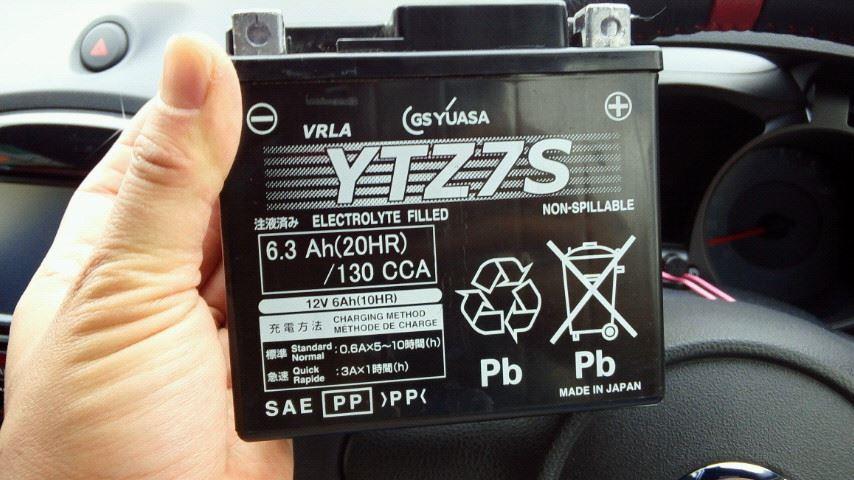 VRLA
GSYUASA
YTZ7S
注液済み ELECTROLYTE FILLED
NON-SPILLABLE
6.3 Ah(20HR)
/130 CCA
12V 6Ah(10HR)
充電方法 CHARGING METHOD
MÉTHODE DE CHARGE
標準 Standard Normal :0.6A×5～10時間(h)
急速 Quick Rapide :3A×1時間(h)
Pb
Pb
MADE IN JAPAN
SAE PP >PP<